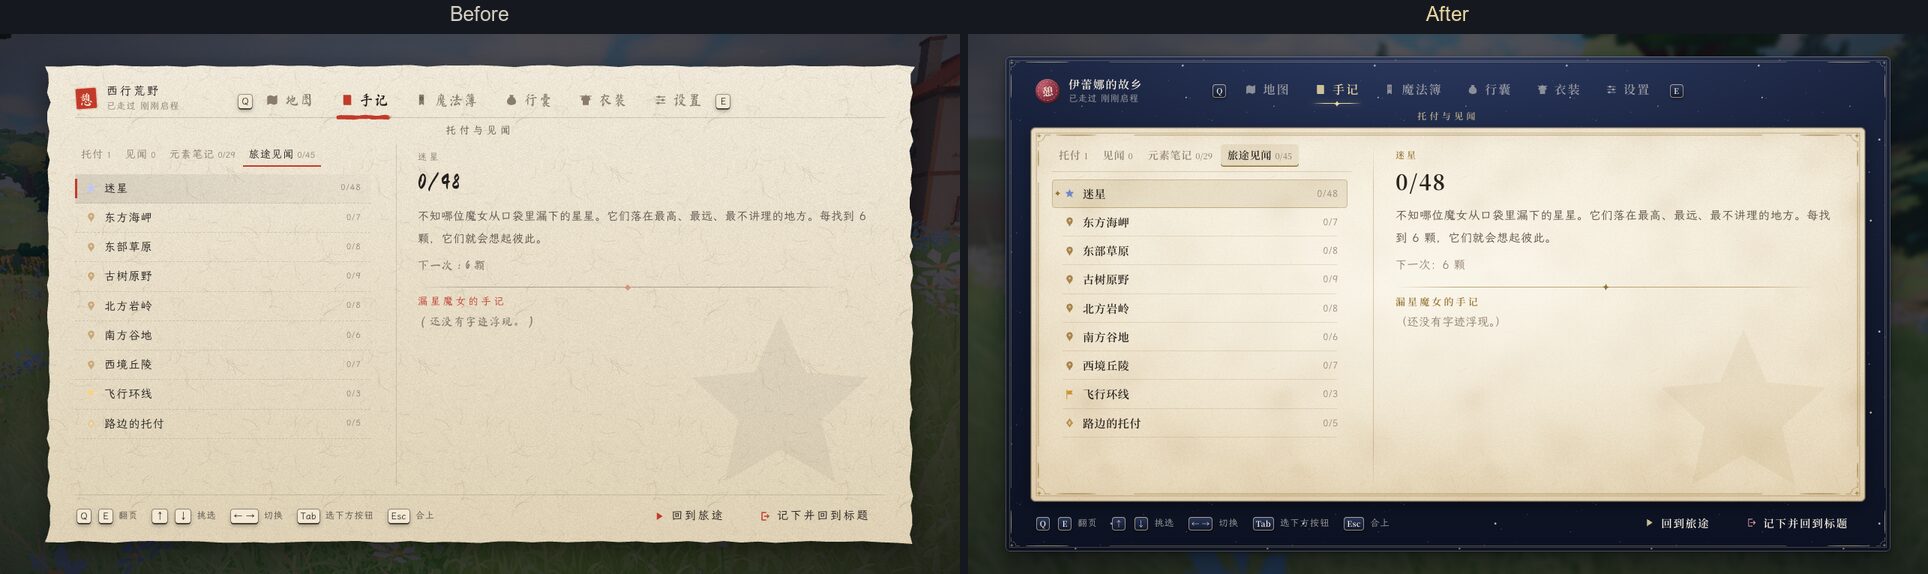 Before
After
憩
西行荒野
已走过 刚刚启程
Q 地图 手记 魔法簿 行囊 衣装 设置 E
托付与见闻
托付 1 见闻 0 元素笔记 0/29 旅途见闻 0/45
迷星 0/48
东方海岬 0/7
东部草原 0/8
古树原野 0/9
北方岩岭 0/8
南方谷地 0/6
西境丘陵 0/7
飞行环线 0/3
路边的托付 0/5
迷星
0/48
不知哪位魔女从口袋里漏下的星星。它们落在最高、最远、最不讲理的地方。每找到 6
颗，它们就会想起彼此。
下一次：6 颗
漏星魔女的手记
（还没有字迹浮现。）
Q E 翻页 ↑ ↓ 挑选 ←→ 切换 Tab 选下方按钮 Esc 合上
回到旅途 记下并回到标题
憩
伊蕾娜的故乡
已走过 刚刚启程
Q 地图 手记 魔法簿 行囊 衣装 设置 E
托付与见闻
托付 1 见闻 0 元素笔记 0/29 旅途见闻 0/45
迷星 0/48
东方海岬 0/7
东部草原 0/8
古树原野 0/9
北方岩岭 0/8
南方谷地 0/6
西境丘陵 0/7
飞行环线 0/3
路边的托付 0/5
迷星
0/48
不知哪位魔女从口袋里漏下的星星。它们落在最高、最远、最不讲理的地方。每找
到 6 颗，它们就会想起彼此。
下一次：6 颗
漏星魔女的手记
（还没有字迹浮现。）
Q E 翻页 ↑ ↓ 挑选 ←→ 切换 Tab 选下方按钮 Esc 合上
回到旅途 记下并回到标题